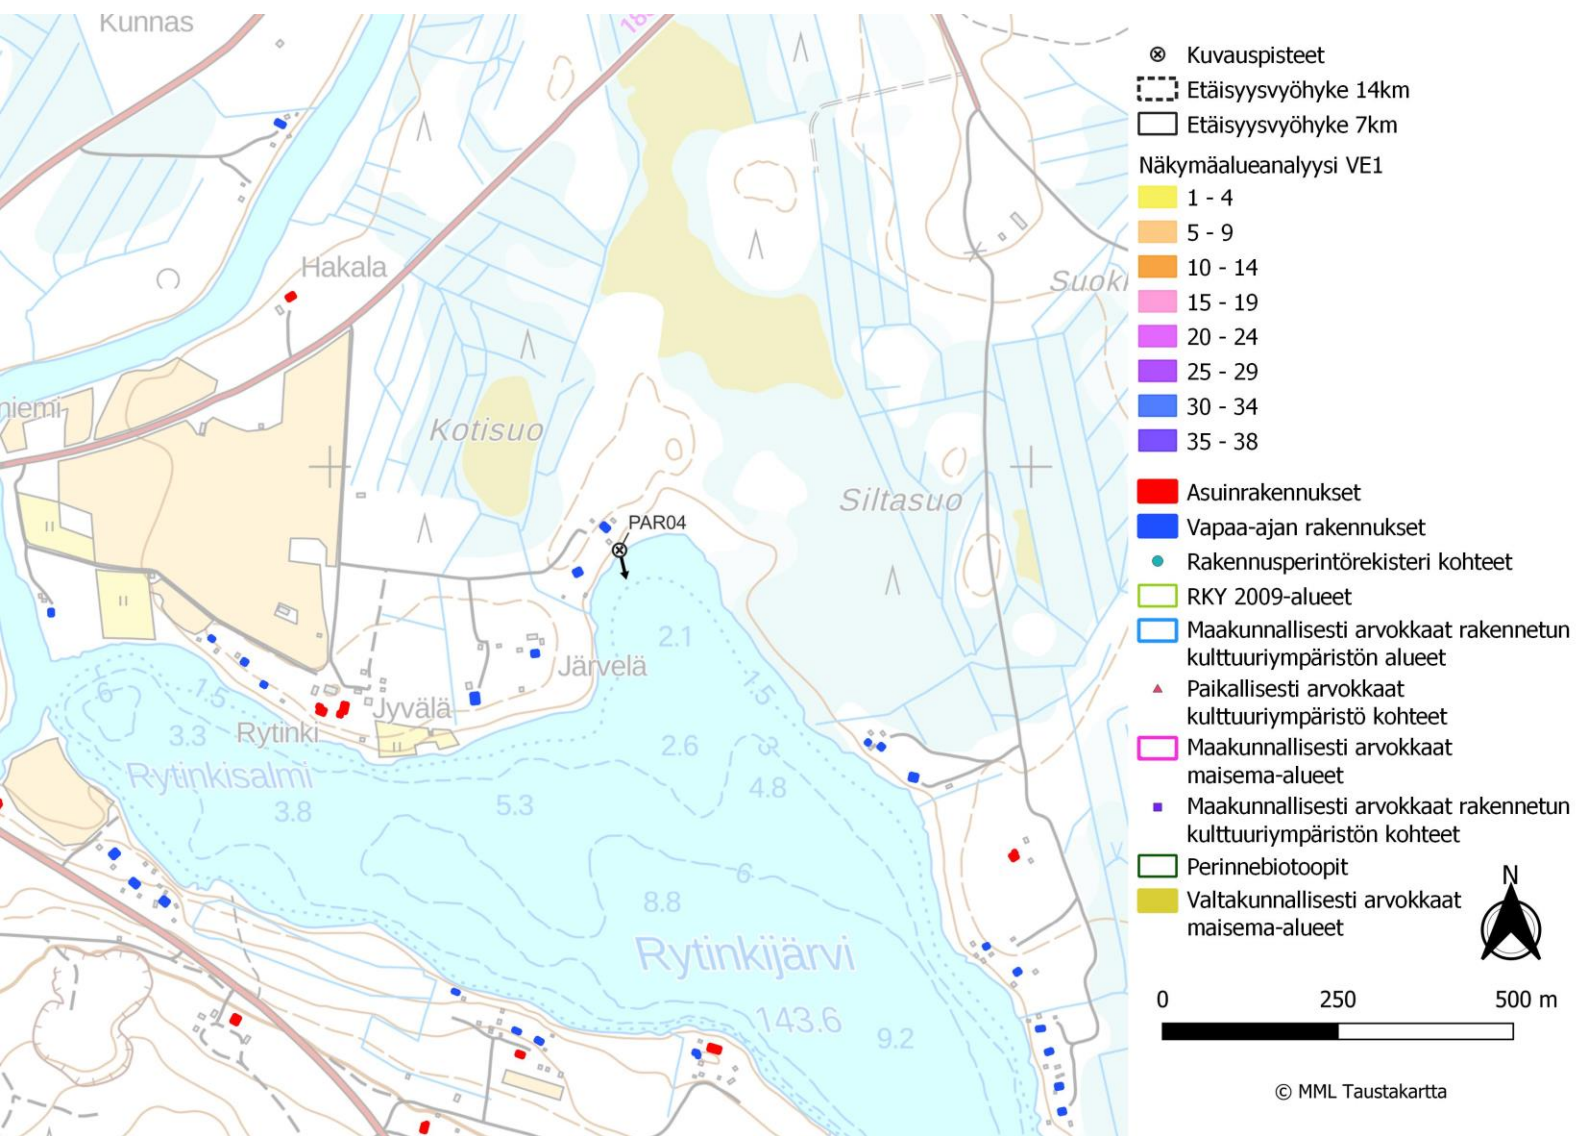 Kunnas
Hakala
Kotisuo
Siltasuo
PAR04
Järvelä
Jyvälä
Rytinki
Rytinkisalmi
Rytinkijärvi
6
1.5
3.3
3.8
5.3
2.1
1.5
2.6
3
4.8
6
8.8
143.6
9.2
Kuvauspisteet
Etäisyysvyöhyke 14km
Etäisyysvyöhyke 7km
Näkymäalueanalyysi VE1
1 - 4
5 - 9
10 - 14
15 - 19
20 - 24
25 - 29
30 - 34
35 - 38
Asuinrakennukset
Vapaa-ajan rakennukset
Rakennusperintörekisteri kohteet
RKY 2009-alueet
Maakunnallisesti arvokkaat rakennetun
kulttuuriympäristön alueet
Paikallisesti arvokkaat
kulttuuriympäristö kohteet
Maakunnallisesti arvokkaat
maisema-alueet
Maakunnallisesti arvokkaat rakennetun
kulttuuriympäristön kohteet
Perinnebiotoopit
Valtakunnallisesti arvokkaat
maisema-alueet
N
0 250 500 m
© MML Taustakartta